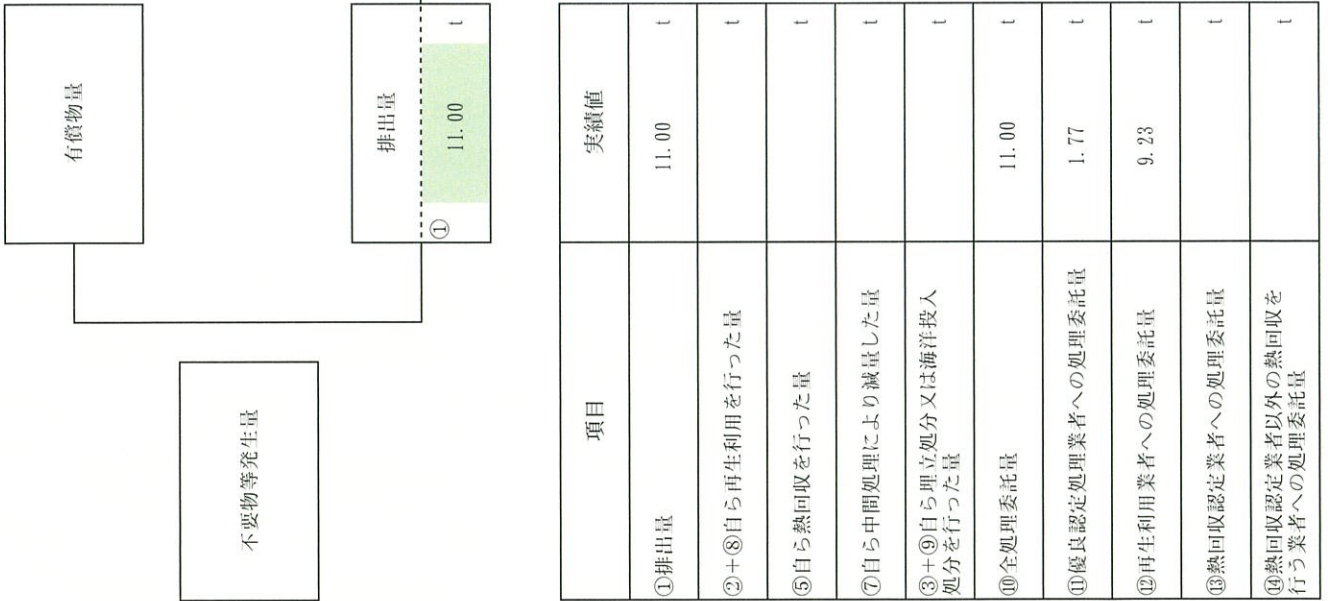 有償物量
不要物等発生量
排出量
① 11.00 t
項目 実績値
①排出量 11.00 t
②+⑧自ら再生利用を行った量 t
⑤自ら熱回収を行った量 t
⑦自ら中間処理により減量した量 t
③+⑨自ら埋立処分又は海洋投入
処分を行った量 t
⑩全処理委託量 11.00 t
⑪優良認定処理業者への処理委託量 1.77 t
⑫再生利用業者への処理委託量 9.23 t
⑬熱回収認定業者への処理委託量 t
⑭熱回収認定業者以外の熱回収を
行う業者への処理委託量 t